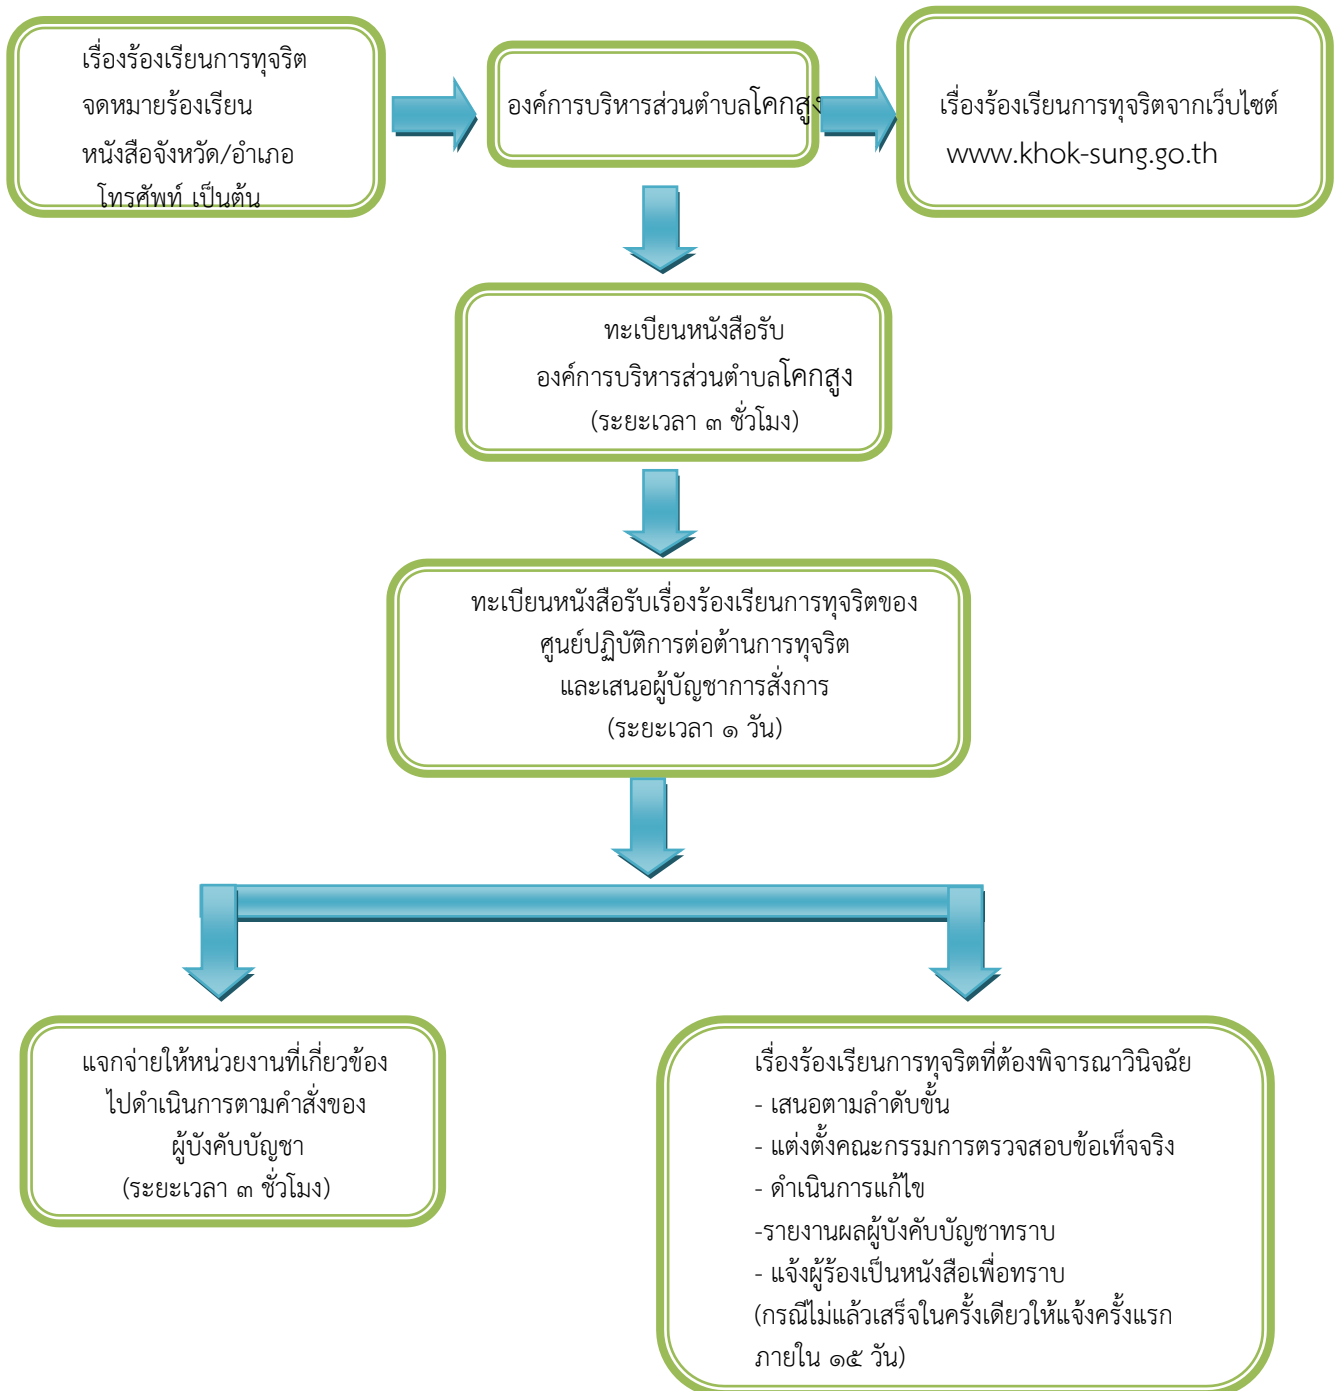 เรื่องร้องเรียนการทุจริต
จดหมายร้องเรียน
หนังสือจังหวัด/อำเภอ
โทรศัพท์ เป็นต้น
องค์การบริหารส่วนตำบลโคกสูง
เรื่องร้องเรียนการทุจริตจากเว็บไซต์
www.khok-sung.go.th
ทะเบียนหนังสือรับ
องค์การบริหารส่วนตำบลโคกสูง
(ระยะเวลา ๓ ชั่วโมง)
ทะเบียนหนังสือรับเรื่องร้องเรียนการทุจริตของ
ศูนย์ปฏิบัติการต่อต้านการทุจริต
และเสนอผู้บัญชาการสั่งการ
(ระยะเวลา ๑ วัน)
แจกจ่ายให้หน่วยงานที่เกี่ยวข้อง
ไปดำเนินการตามคำสั่งของ
ผู้บังคับบัญชา
(ระยะเวลา ๓ ชั่วโมง)
เรื่องร้องเรียนการทุจริตที่ต้องพิจารณาวินิจฉัย
- เสนอตามลำดับขั้น
- แต่งตั้งคณะกรรมการตรวจสอบข้อเท็จจริง
- ดำเนินการแก้ไข
-รายงานผลผู้บังคับบัญชาทราบ
- แจ้งผู้ร้องเป็นหนังสือเพื่อทราบ
(กรณีไม่แล้วเสร็จในครั้งเดียวให้แจ้งครั้งแรก
ภายใน ๑๕ วัน)